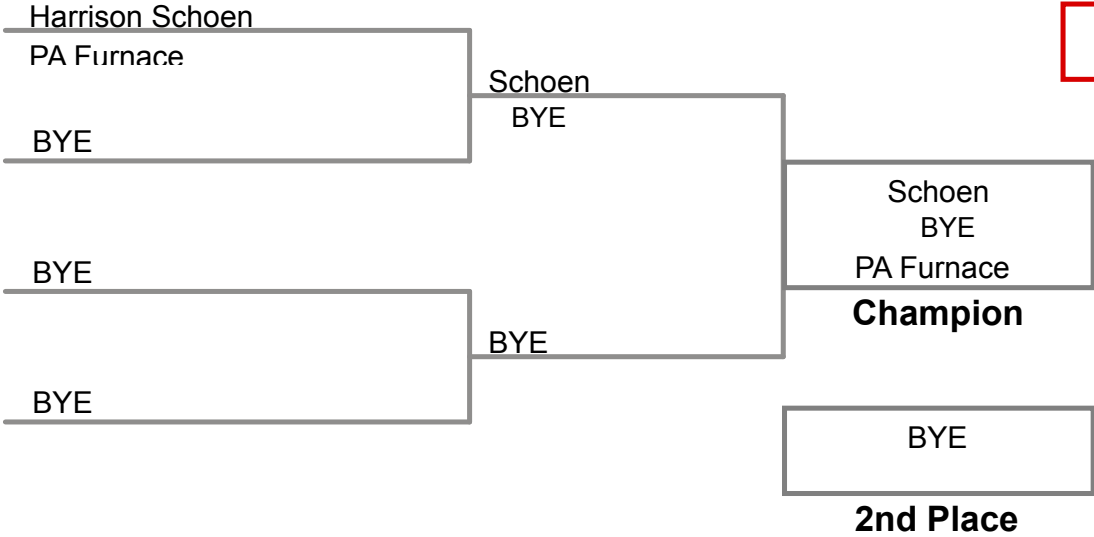 Harrison Schoen
PA Furnace
BYE
BYE
BYE
Schoen
BYE
BYE
Schoen
BYE
PA Furnace
Champion
BYE
2nd Place